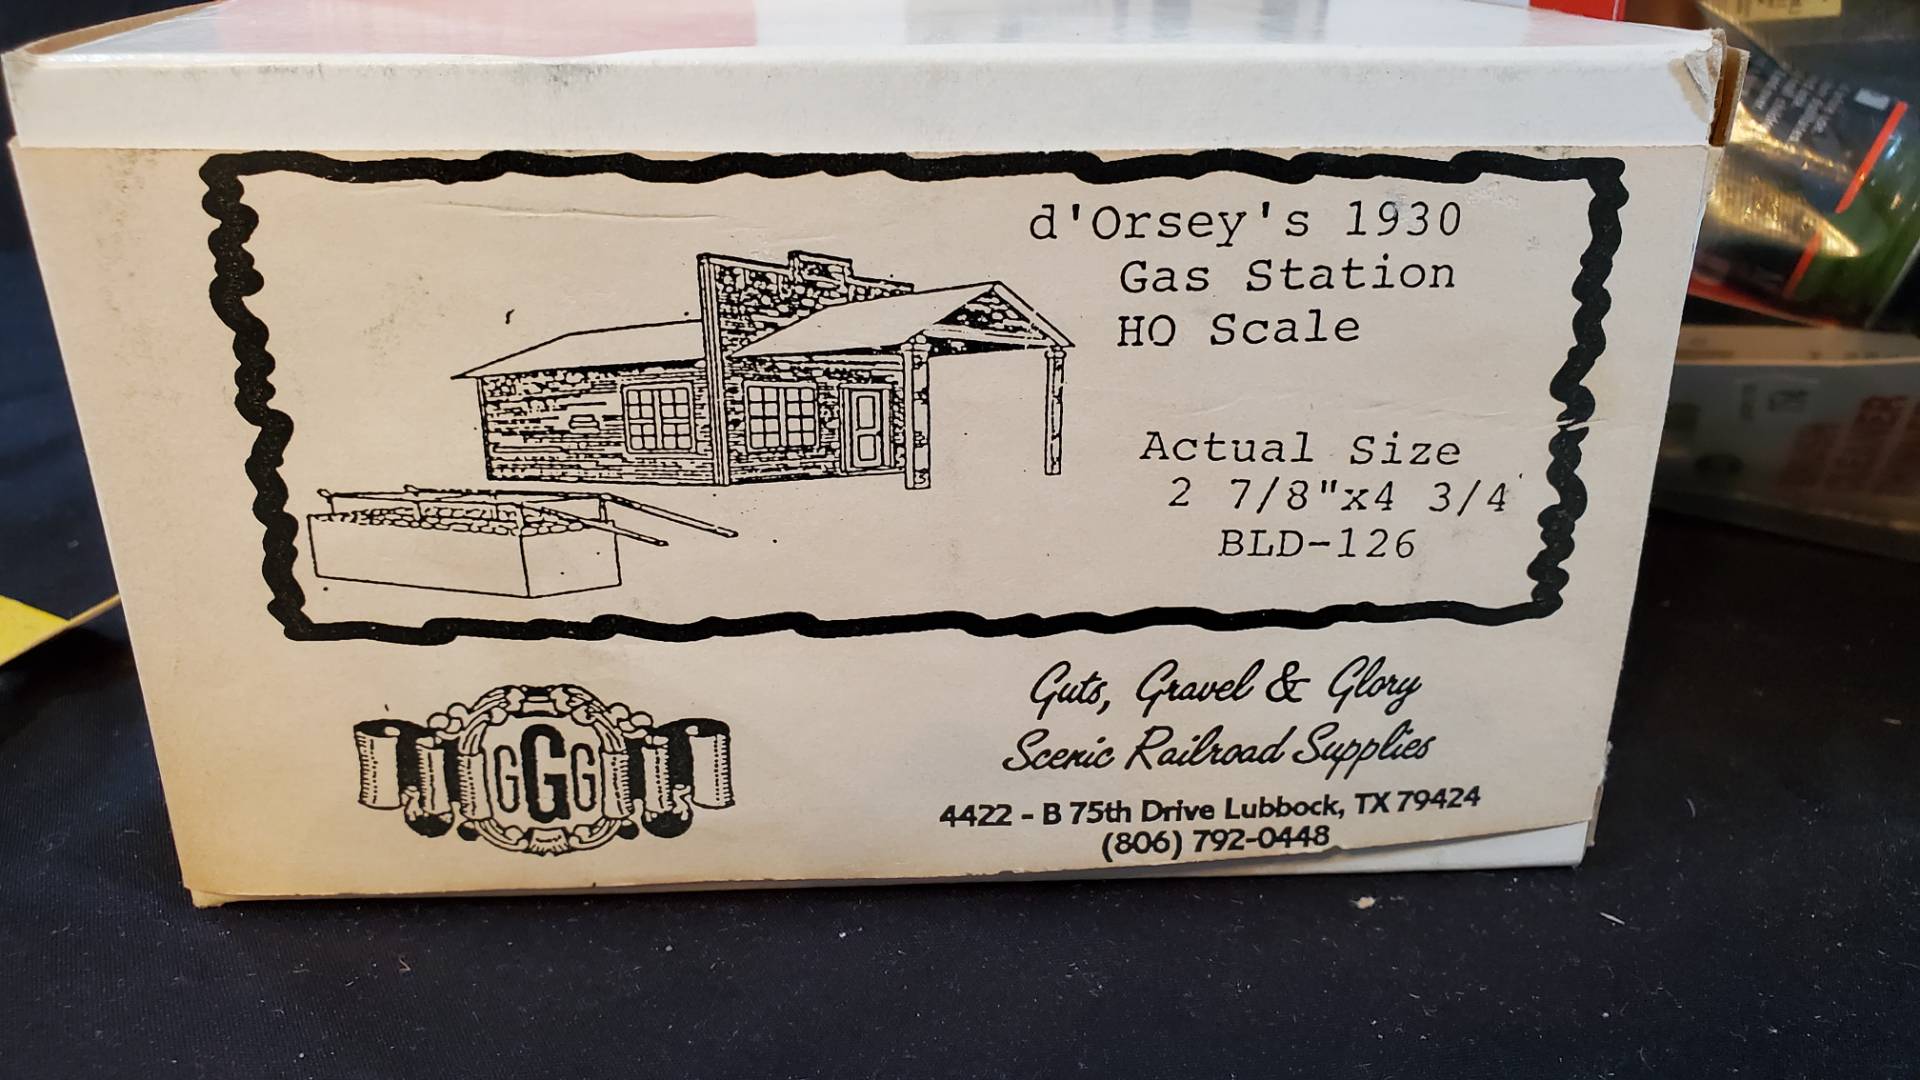 d'Orsey's 1930
Gas Station
HO Scale
Actual Size
2 7/8"x4 3/4
BLD-126
GGG
Guts, Gravel & Glory
Scenic Railroad Supplies
4422 - B 75th Drive Lubbock, TX 79424
(806) 792-0448